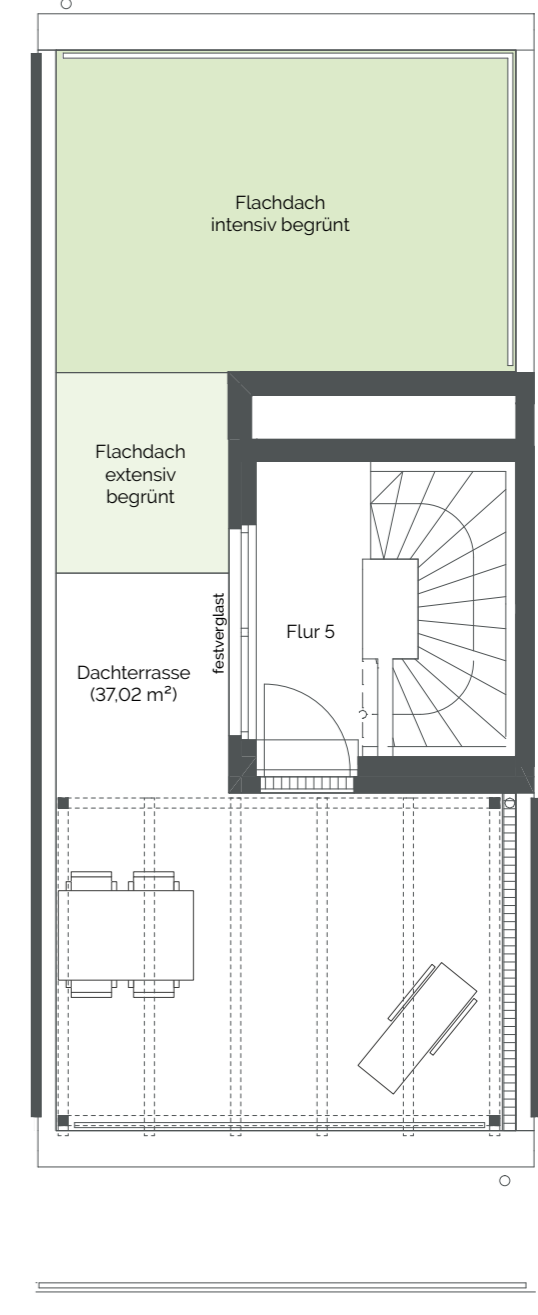 Flachdach
intensiv begrünt
Flachdach
extensiv
begrünt
festverglast
Flur 5
Dachterrasse
(37,02 m²)